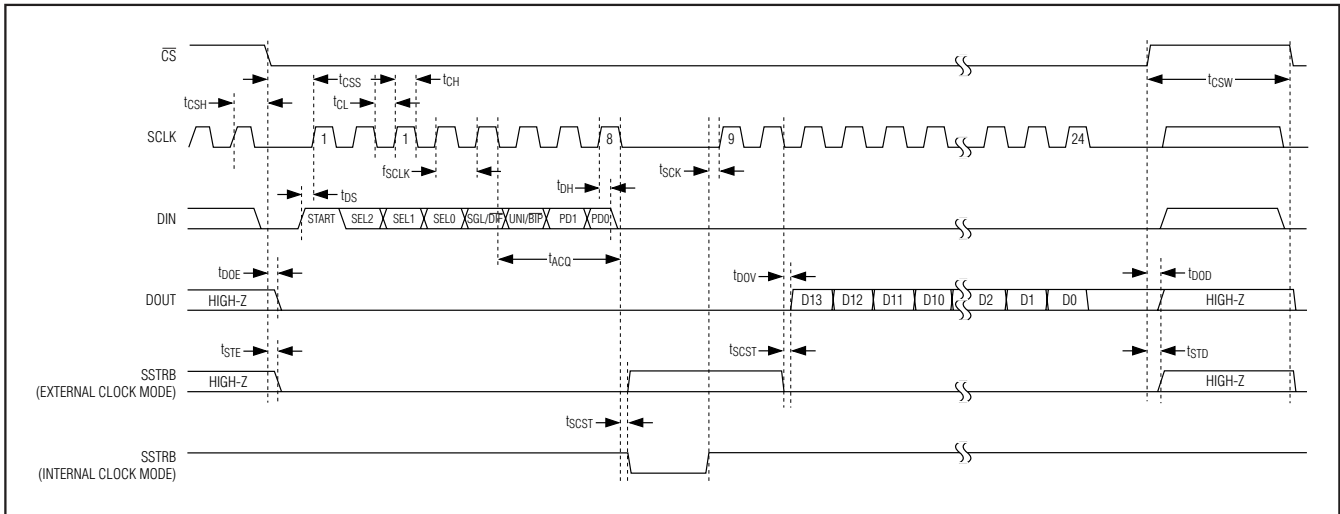 CS
tCSS
tCH
tCSH
tCL
tCSW
SCLK
1
1
8
9
24
fSCLK
tSCK
tDH
tDS
DIN
START
SEL2
SEL1
SEL0
SGL/DIF
UNI/BIP
PD1
PD0
tACQ
tDOE
tDOV
tDOD
DOUT
HIGH-Z
D13
D12
D11
D10
D2
D1
D0
HIGH-Z
tSTE
tSCST
tSTD
SSTRB
(EXTERNAL CLOCK MODE)
HIGH-Z
HIGH-Z
tSCST
SSTRB
(INTERNAL CLOCK MODE)